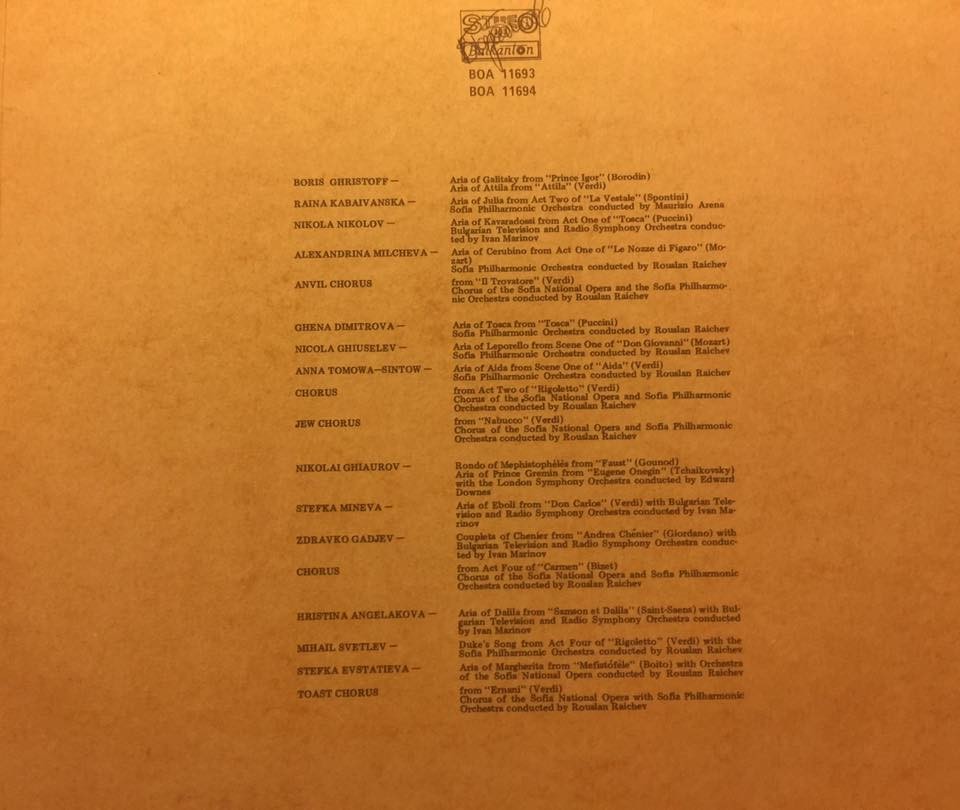 STEREO
Balkanton
BOA 11693
BOA 11694
BORIS GHRISTOFF — Aria of Galitsky from "Prince Igor" (Borodin)
Aria of Attila from "Attila" (Verdi)
RAINA KABAIVANSKA — Aria of Julia from Act Two of "La Vestale" (Spontini)
Sofia Philharmonic Orchestra conducted by Maurizio Arena
NIKOLA NIKOLOV — Aria of Kavaradossi from Act One of "Tosca" (Puccini)
Bulgarian Television and Radio Symphony Orchestra conduc-
ted by Ivan Marinov
ALEXANDRINA MILCHEVA — Aria of Cerubino from Act One of "Le Nozze di Figaro" (Mo-
zart)
Sofia Philharmonic Orchestra conducted by Rouslan Raichev
ANVIL CHORUS from "Il Trovatore" (Verdi)
Chorus of the Sofia National Opera and the Sofia Philharmo-
nic Orchestra conducted by Rouslan Raichev
GHENA DIMITROVA — Aria of Tosca from "Tosca" (Puccini)
Sofia Philharmonic Orchestra conducted by Rouslan Raichev
NICOLA GHIUSELEV — Aria of Leporello from Scene One of "Don Giovanni" (Mozart)
Sofia Philharmonic Orchestra conducted by Rouslan Raichev
ANNA TOMOWA—SINTOW — Aria of Aida from Scene One of "Aida" (Verdi)
Sofia Philharmonic Orchestra conducted by Rouslan Raichev
CHORUS from Act Two of "Rigoletto" (Verdi)
Chorus of the Sofia National Opera and Sofia Philharmonic
Orchestra conducted by Rouslan Raichev
JEW CHORUS from "Nabucco" (Verdi)
Chorus of the Sofia National Opera and Sofia Philharmonic
Orchestra conducted by Rouslan Raichev
NIKOLAI GHIAUROV — Rondo of Mephistophélès from "Faust" (Gounod)
Aria of Prince Gremin from "Eugene Onegin" (Tchaikovsky)
with the London Symphony Orchestra conducted by Edward
Downes
STEFKA MINEVA — Aria of Eboli from "Don Carlos" (Verdi) with Bulgarian Tele-
vision and Radio Symphony Orchestra conducted by Ivan Ma-
rinov
ZDRAVKO GADJEV — Couplets of Chenier from "Andrea Chénier" (Giordano) with
Bulgarian Television and Radio Symphony Orchestra conduc-
ted by Ivan Marinov
CHORUS from Act Four of "Carmen" (Bizet)
Chorus of the Sofia National Opera and Sofia Philharmonic
Orchestra conducted by Rouslan Raichev
HRISTINA ANGELAKOVA — Aria of Dalila from "Samson et Dalila" (Saint-Saens) with Bul-
garian Television and Radio Symphony Orchestra conducted
by Ivan Marinov
MIHAIL SVETLEV — Duke's Song from Act Four of "Rigoletto" (Verdi) with the
Sofia Philharmonic Orchestra conducted by Rouslan Raichev
STEFKA EVSTATIEVA — Aria of Margherita from "Mefistófèle" (Boito) with Orchestra
of the Sofia National Opera conducted by Rouslan Raichev
TOAST CHORUS from "Ernani" (Verdi)
Chorus of the Sofia National Opera with Sofia Philharmonic
Orchestra conducted by Rouslan Raichev